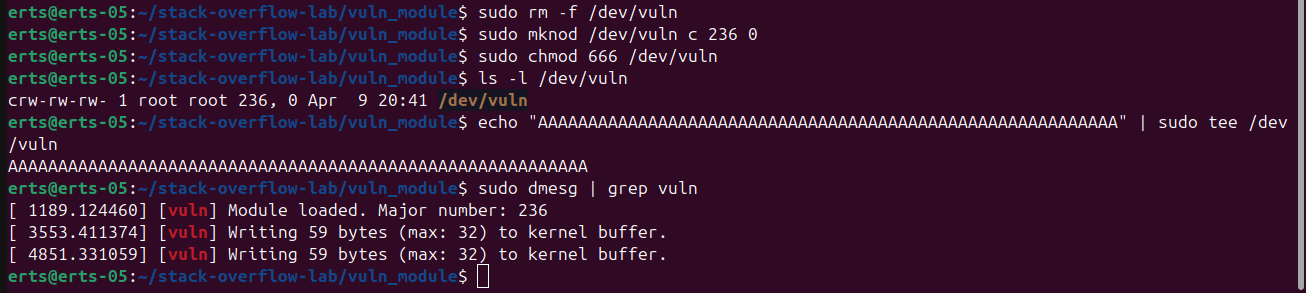 erts@erts-05:~/stack-overflow-lab/vuln_module$ sudo rm -f /dev/vuln
erts@erts-05:~/stack-overflow-lab/vuln_module$ sudo mknod /dev/vuln c 236 0
erts@erts-05:~/stack-overflow-lab/vuln_module$ sudo chmod 666 /dev/vuln
erts@erts-05:~/stack-overflow-lab/vuln_module$ ls -l /dev/vuln
crw-rw-rw- 1 root root 236, 0 Apr  9 20:41 /dev/vuln
erts@erts-05:~/stack-overflow-lab/vuln_module$ echo "AAAAAAAAAAAAAAAAAAAAAAAAAAAAAAAAAAAAAAAAAAAAAAAAAAAAAAAAAA" | sudo tee /dev
/vuln
AAAAAAAAAAAAAAAAAAAAAAAAAAAAAAAAAAAAAAAAAAAAAAAAAAAAAAAAAA
erts@erts-05:~/stack-overflow-lab/vuln_module$ sudo dmesg | grep vuln
[ 1189.124460] [vuln] Module loaded. Major number: 236
[ 3553.411374] [vuln] Writing 59 bytes (max: 32) to kernel buffer.
[ 4851.331059] [vuln] Writing 59 bytes (max: 32) to kernel buffer.
erts@erts-05:~/stack-overflow-lab/vuln_module$